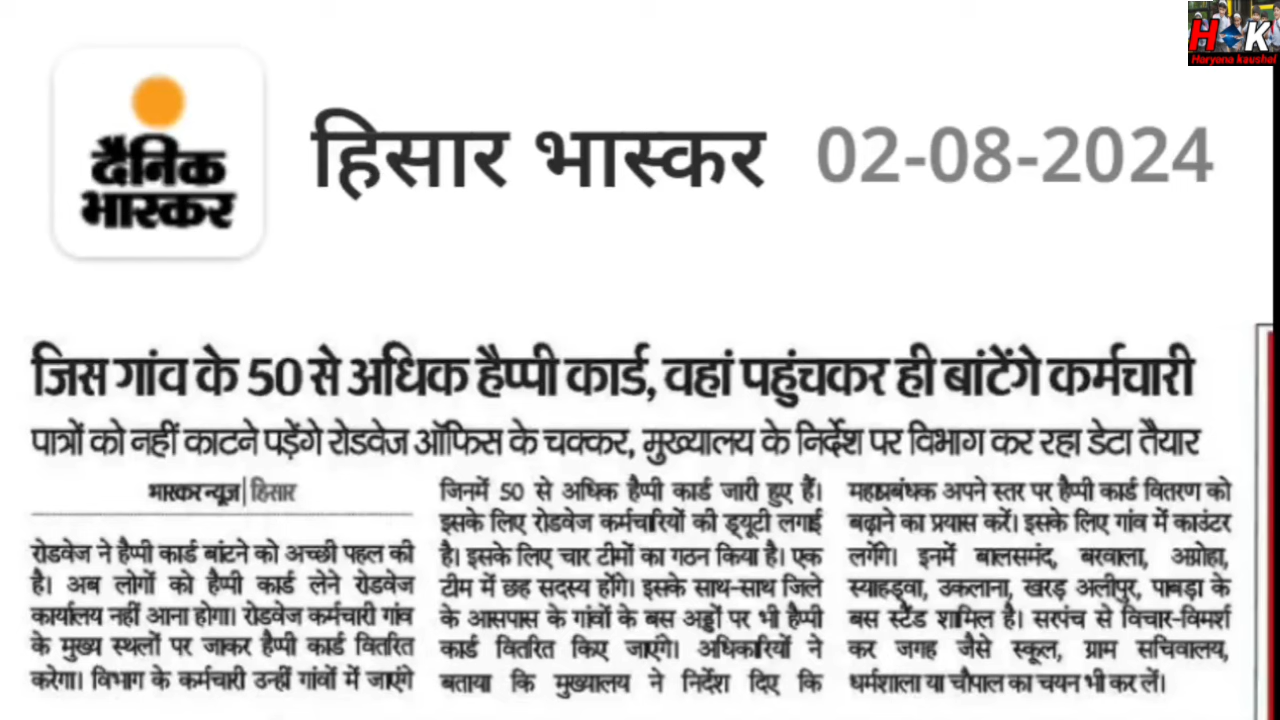 H K
Haryana kaushal
दैनिक
भास्कर
हिसार भास्कर 02-08-2024
जिस गांव के 50 से अधिक हैप्पी कार्ड, वहां पहुंचकर ही बांटेंगे कर्मचारी
पात्रों को नहीं काटने पड़ेंगे रोडवेज ऑफिस के चक्कर, मुख्यालय के निर्देश पर विभाग कर रहा डेटा तैयार
भास्कर न्यूज | हिसार
रोडवेज ने हैप्पी कार्ड बांटने को अच्छी पहल की
है। अब लोगों को हैप्पी कार्ड लेने रोडवेज
कार्यालय नहीं आना होगा। रोडवेज कर्मचारी गांव
के मुख्य स्थलों पर जाकर हैप्पी कार्ड वितरित
करेगा। विभाग के कर्मचारी उन्हीं गांवों में जाएंगे
जिनमें 50 से अधिक हैप्पी कार्ड जारी हुए हैं।
इसके लिए रोडवेज कर्मचारियों की ड्यूटी लगाई
है। इसके लिए चार टीमों का गठन किया है। एक
टीम में छह सदस्य होंगे। इसके साथ-साथ जिले
के आसपास के गांवों के बस अड्डों पर भी हैप्पी
कार्ड वितरित किए जाएंगे। अधिकारियों ने
बताया कि मुख्यालय ने निर्देश दिए कि
महाप्रबंधक अपने स्तर पर हैप्पी कार्ड वितरण को
बढ़ाने का प्रयास करें। इसके लिए गांव में काउंटर
लगेंगे। इनमें बालसमंद, बरवाला, अग्रोहा,
स्याहड़वा, उकलाना, खरड़ अलीपुर, पाबड़ा के
बस स्टैंड शामिल है। सरपंच से विचार-विमर्श
कर जगह जैसे स्कूल, ग्राम सचिवालय,
धर्मशाला या चौपाल का चयन भी कर लें।